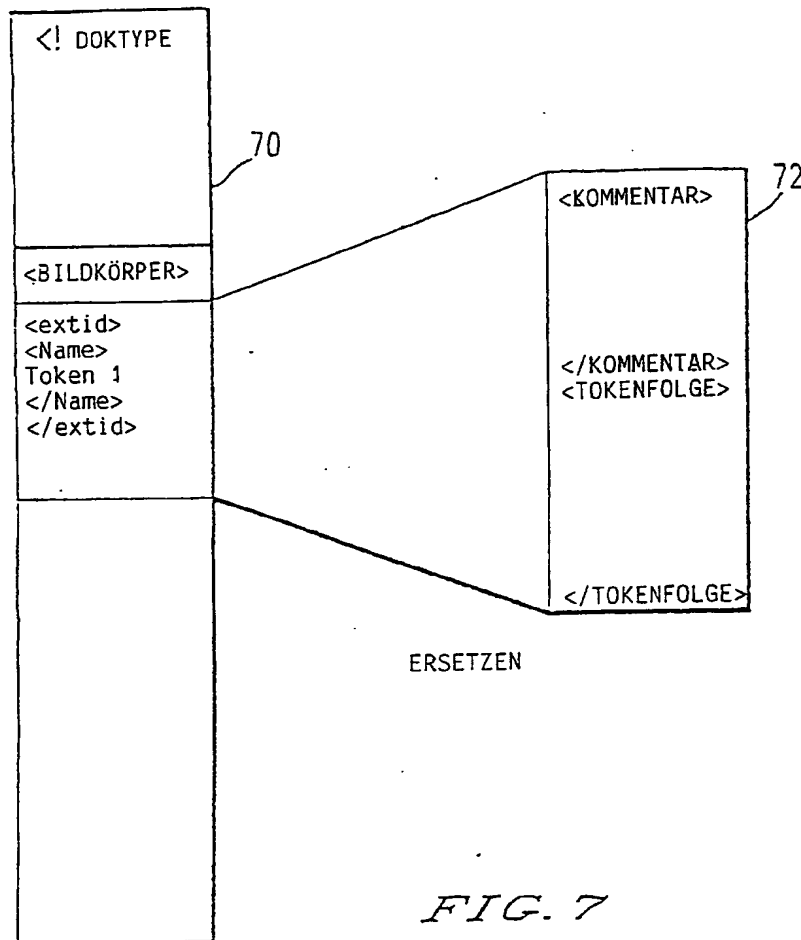 <! DOKTYPE
70
<BILDKÖRPER>
<extid>
<Name>
Token 1
</Name>
</extid>
72
<KOMMENTAR>
</KOMMENTAR>
<TOKENFOLGE>
</TOKENFOLGE>
ERSETZEN
FIG. 7